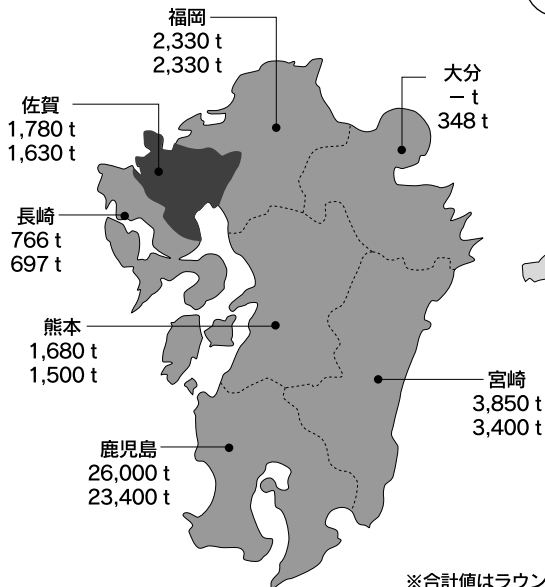 福岡
2,330 t
2,330 t
大分
− t
348 t
佐賀
1,780 t
1,630 t
長崎
766 t
697 t
熊本
1,680 t
1,500 t
宮崎
3,850 t
3,400 t
鹿児島
26,000 t
23,400 t
※合計値はラウン